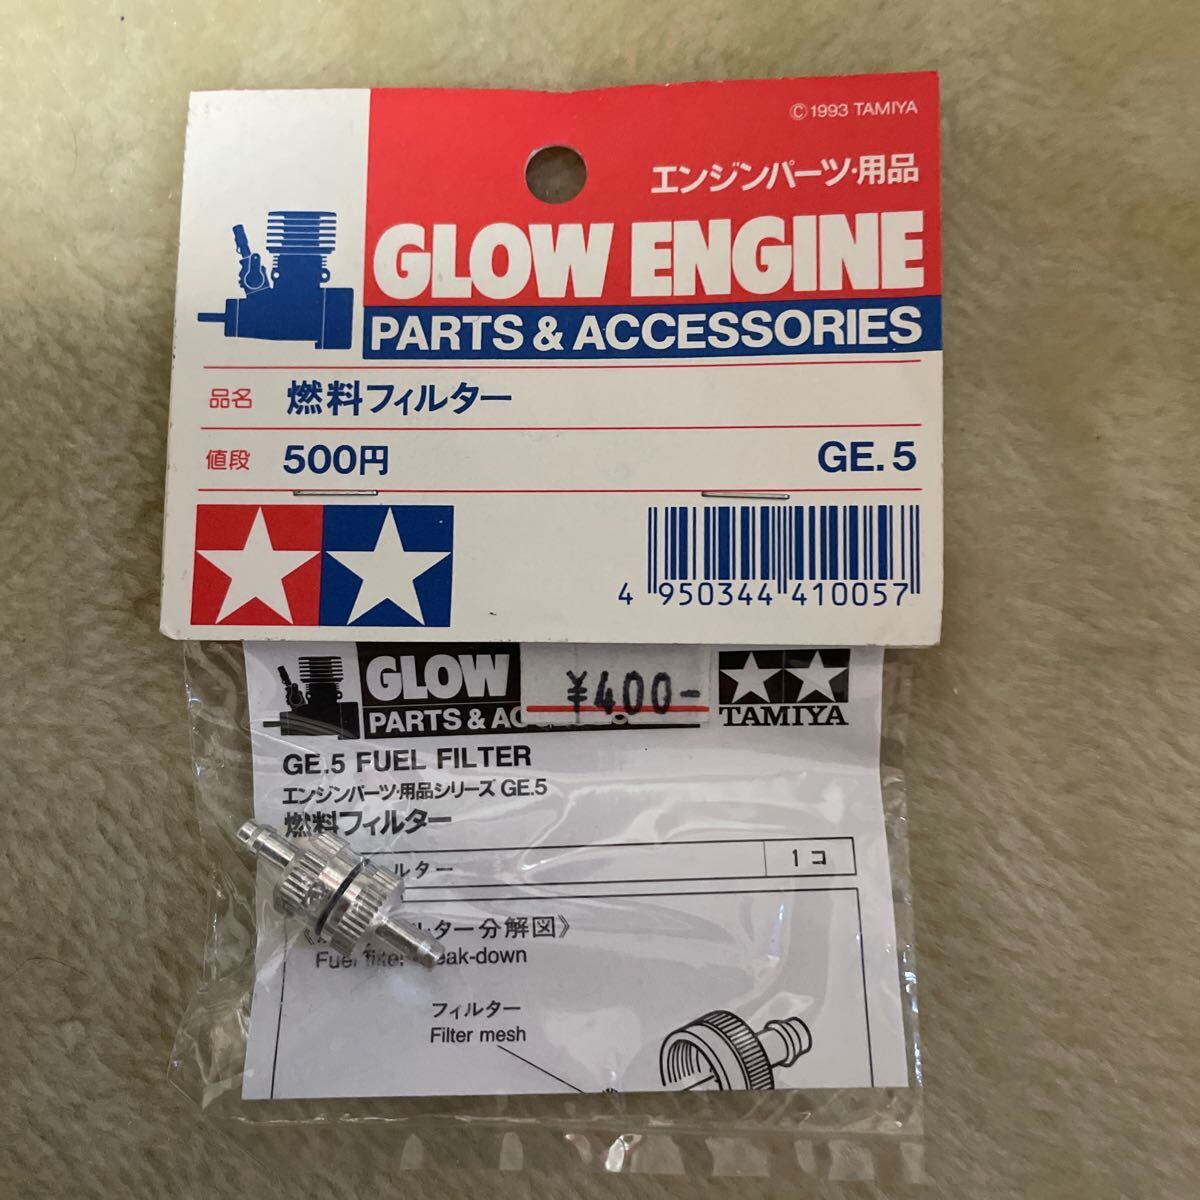 ©1993 TAMIYA
エンジンパーツ・用品
GLOW ENGINE
PARTS & ACCESSORIES
品名 燃料フィルター
値段 500円 GE.5
4 950344 410057
GLOW
PARTS & AC
¥400-
TAMIYA
GE.5 FUEL FILTER
エンジンパーツ・用品シリーズ GE.5
燃料フィルター
ルター 1コ
ルター分解図》
Fuel filter break-down
フィルター
Filter mesh